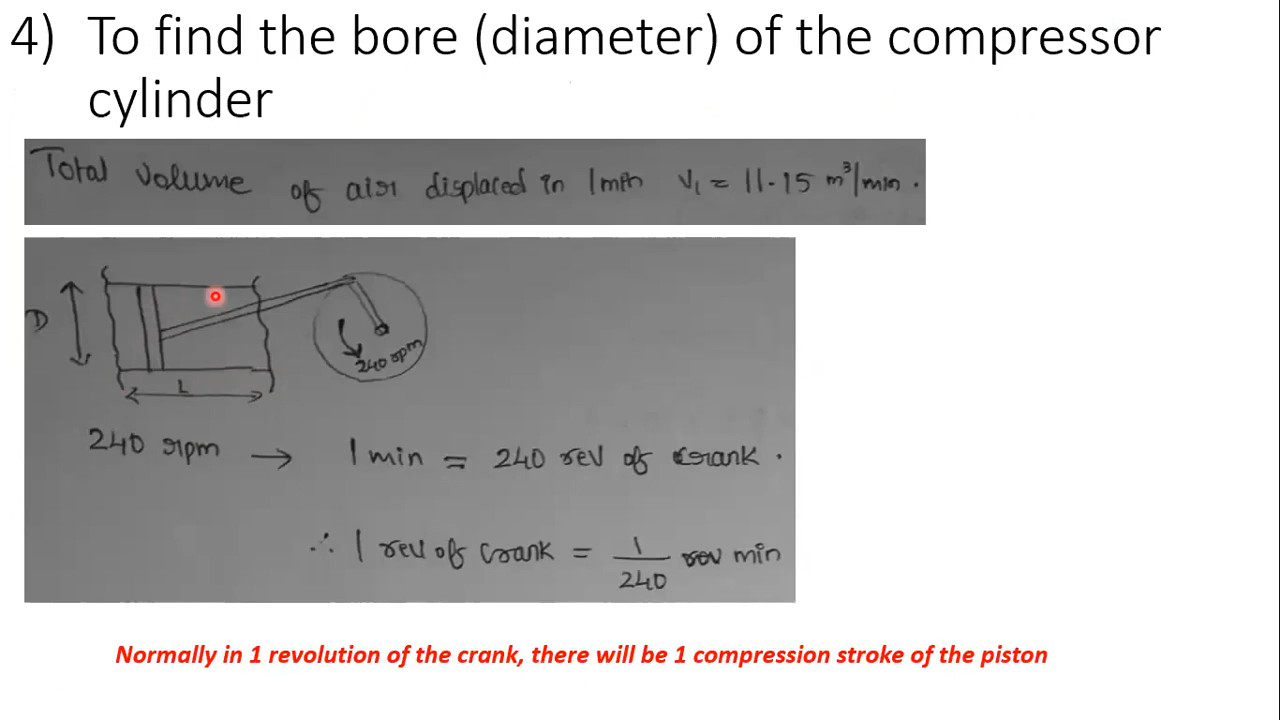 4) To find the bore (diameter) of the compressor
cylinder
Total volume of air displaced in 1 min V₁ = 11.15 m³/min.
D
240 rpm
L
240 rpm → 1 min = 240 rev of crank.
∴ 1 rev of crank = 1/240 min
Normally in 1 revolution of the crank, there will be 1 compression stroke of the piston